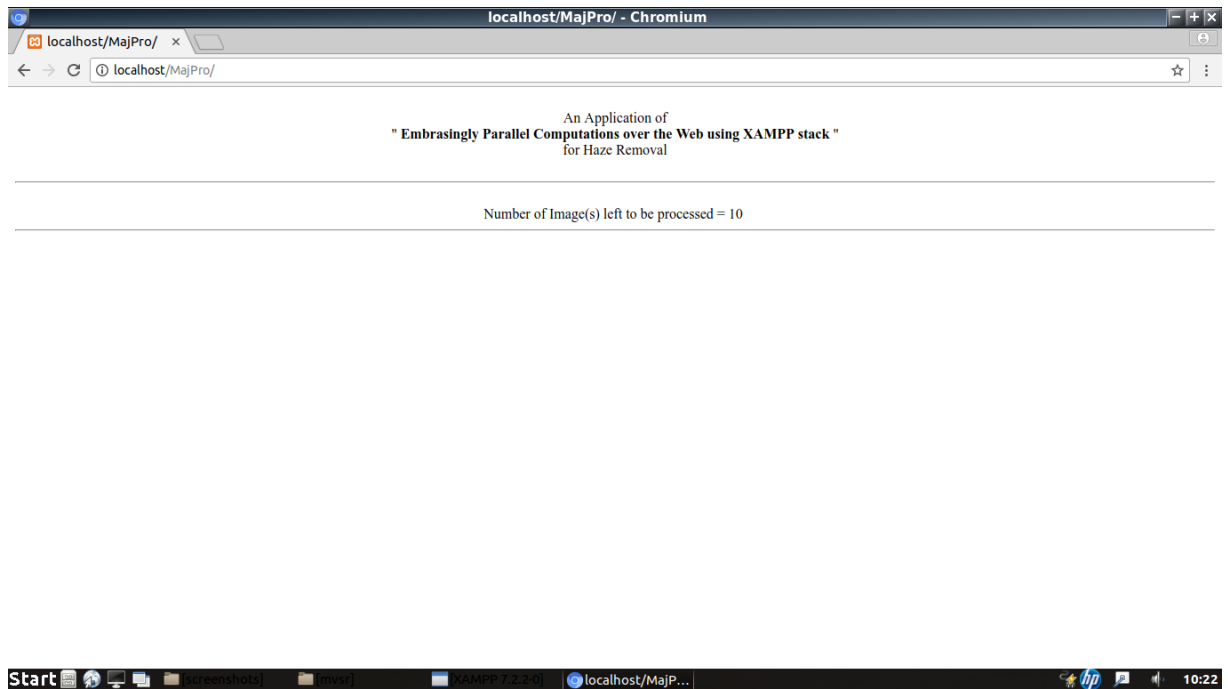 localhost/MajPro/ - Chromium
localhost/MajPro/
localhost/MajPro/
An Application of
" Embrasingly Parallel Computations over the Web using XAMPP stack "
for Haze Removal
Number of Image(s) left to be processed = 10
Start [screenshots] [mvsr] [XAMPP 7.2.2-0] localhost/MajP... hp 10:22